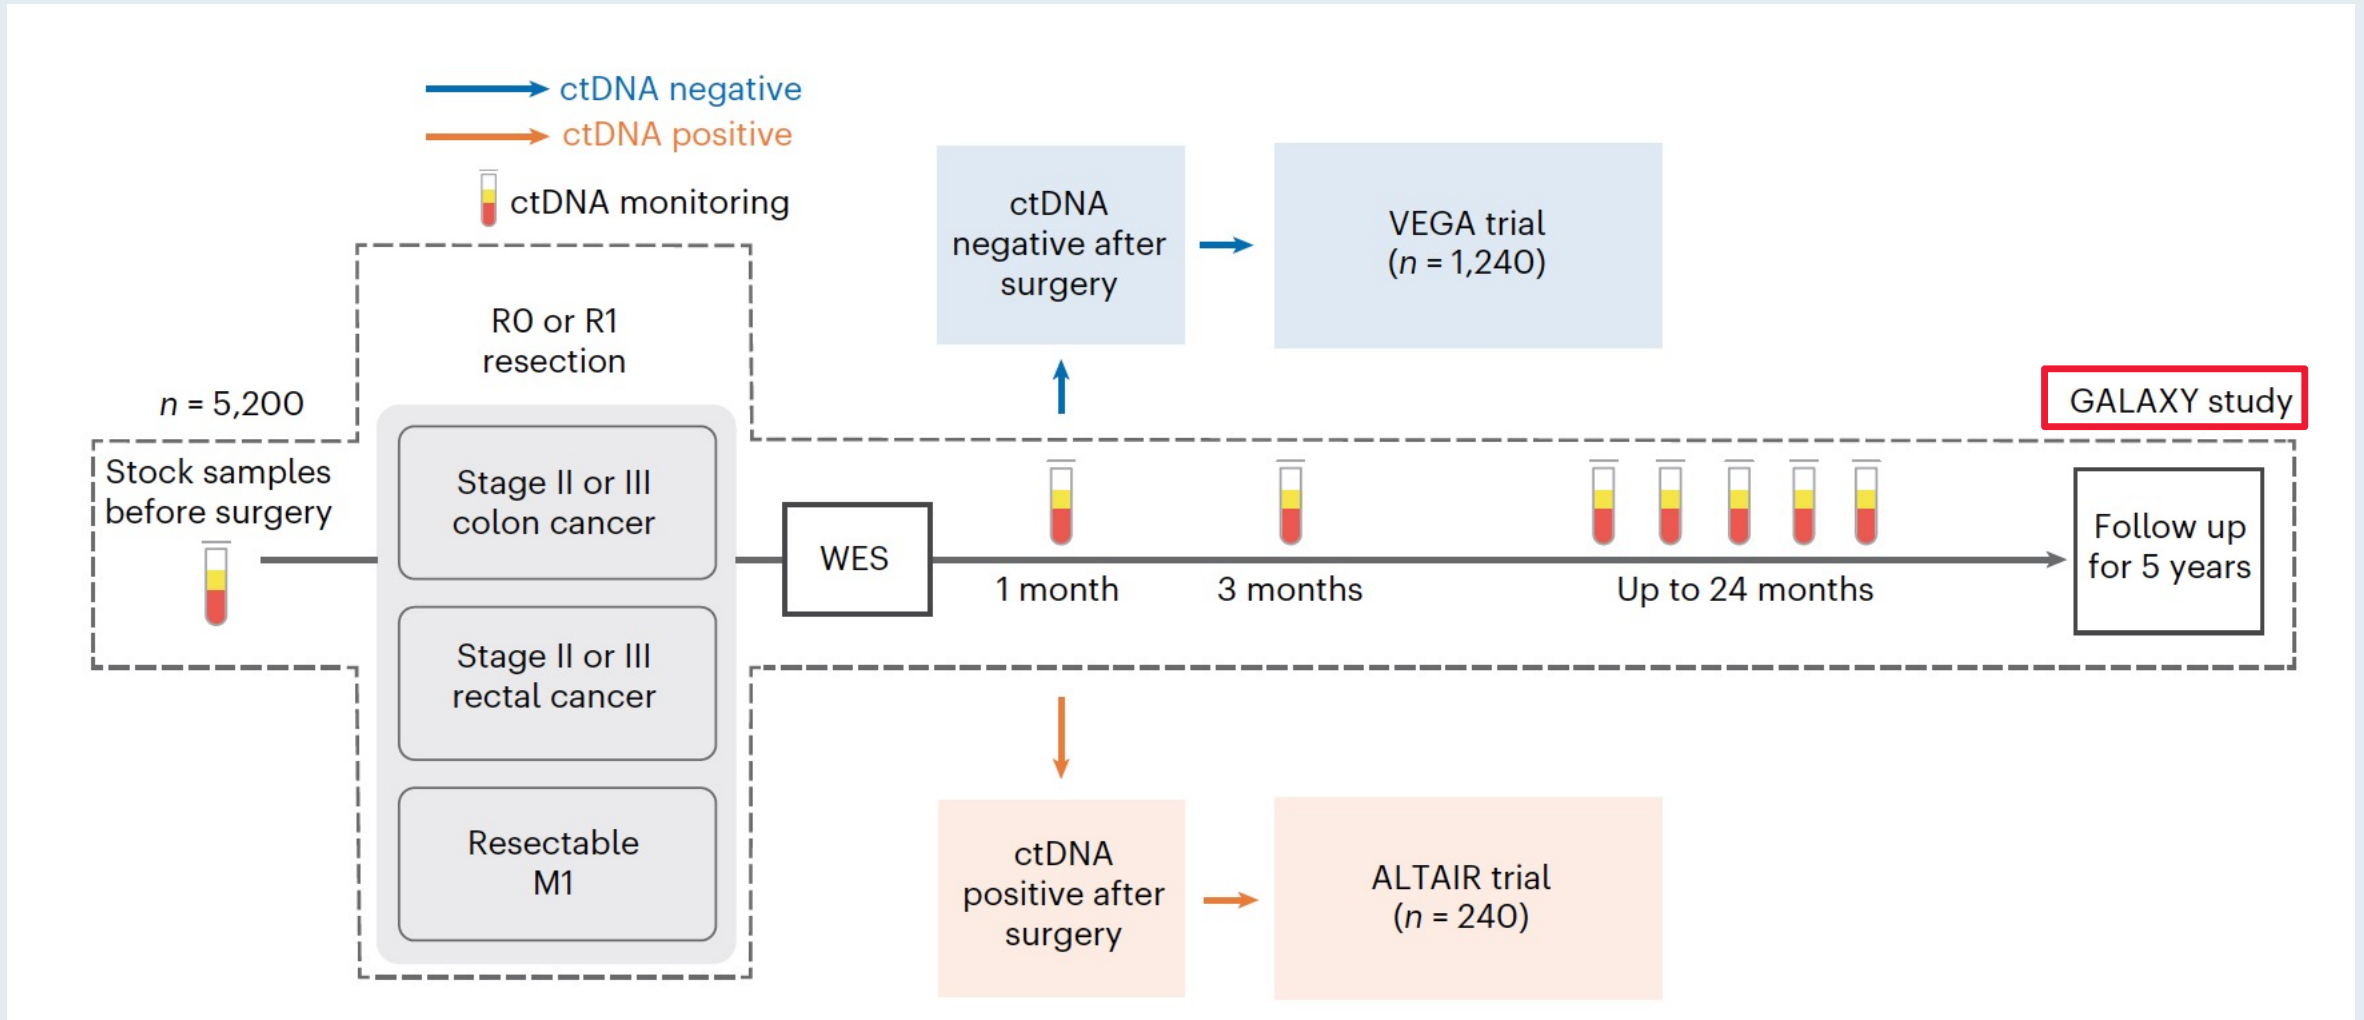 ctDNA negative
ctDNA positive
ctDNA monitoring
R0 or R1
resection
n = 5,200
Stock samples
before surgery
Stage II or III
colon cancer
Stage II or III
rectal cancer
Resectable
M1
WES
ctDNA
negative after
surgery
VEGA trial
(n = 1,240)
GALAXY study
1 month
3 months
Up to 24 months
Follow up
for 5 years
ctDNA
positive after
surgery
ALTAIR trial
(n = 240)